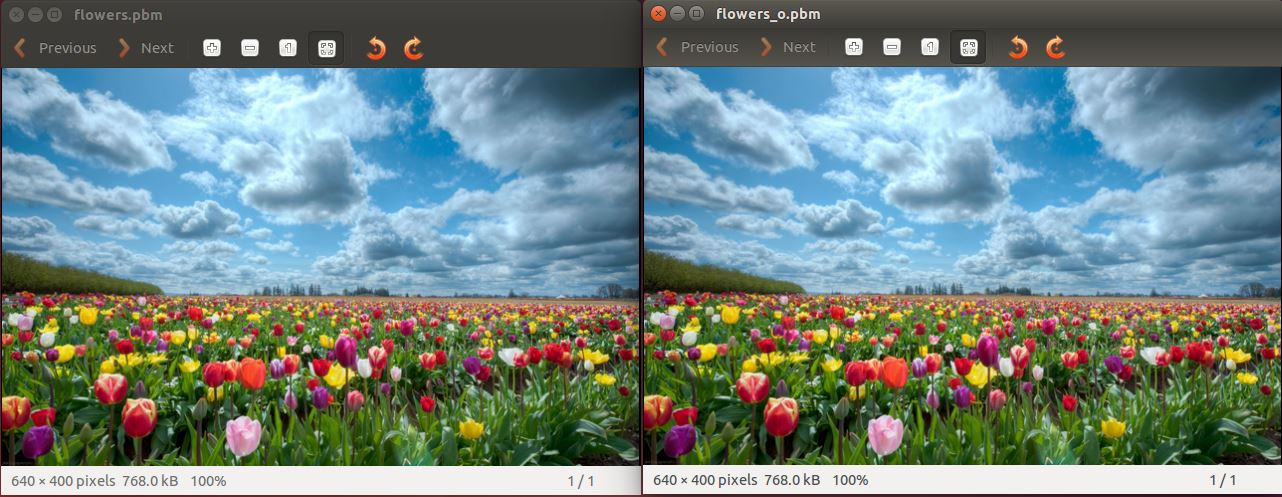 flowers.pbm
Previous Next
640 × 400 pixels 768.0 kB 100% 1 / 1
flowers_o.pbm
Previous Next
640 × 400 pixels 768.0 kB 100% 1 / 1